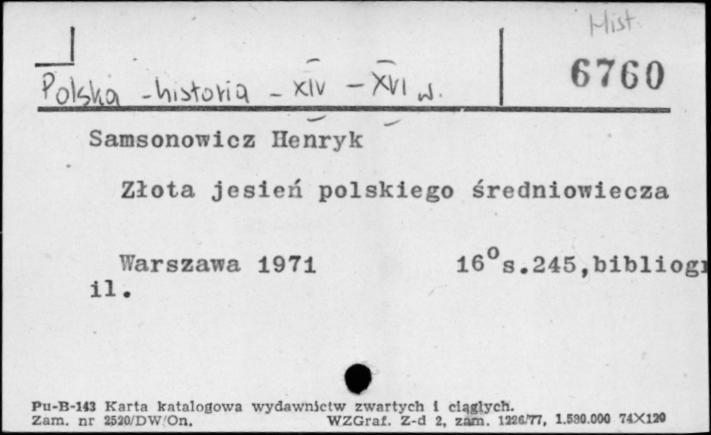 Hist.
6760
Polska - historia - XIV - XVI w.
Samsonowicz Henryk
Złota jesień polskiego średniowiecza
Warszawa 1971 16⁰s.245,bibliogr
il.
Pu-B-143 Karta katalogowa wydawnictw zwartych i ciągłych.
Zam. nr 2520/DW/On. WZGraf. Z-d 2, zam. 1226/77, 1.580.000 74X120